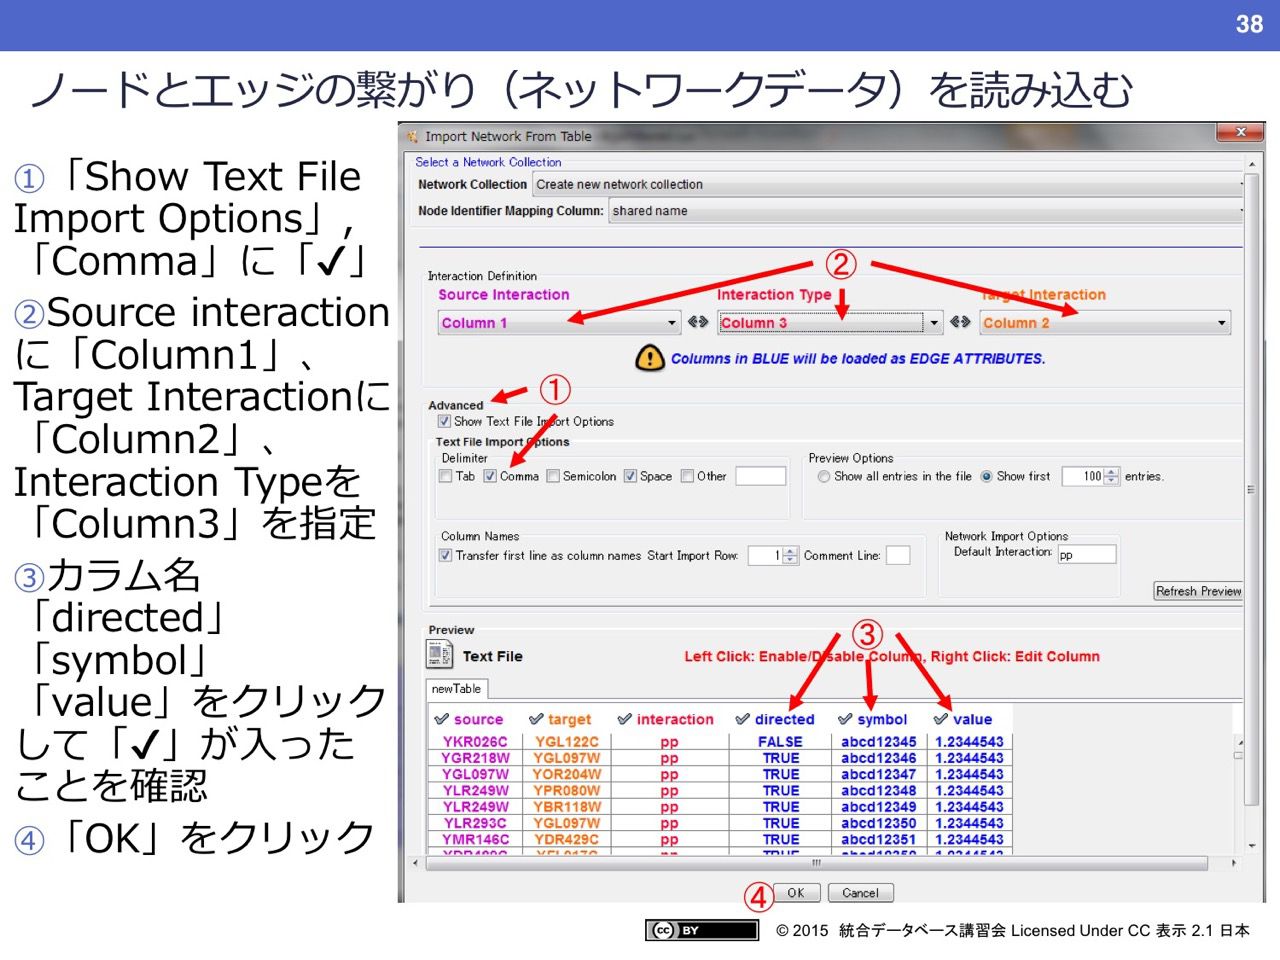 38
ノードとエッジの繋がり（ネットワークデータ）を読み込む
①「Show Text File
Import Options」,
「Comma」に「✔」
②Source interaction
に「Column1」、
Target Interactionに
「Column2」、
Interaction Typeを
「Column3」を指定
③カラム名
「directed」
「symbol」
「value」をクリック
して「✔」が入った
ことを確認
④「OK」をクリック
Import Network From Table
Select a Network Collection
Network Collection Create new network collection
Node Identifier Mapping Column: shared name
②
Interaction Definition
Source Interaction Interaction Type Target Interaction
Column 1 Column 3 Column 2
Columns in BLUE will be loaded as EDGE ATTRIBUTES.
①
Advanced
Show Text File Import Options
Text File Import Options
Delimiter Preview Options
Tab Comma Semicolon Space Other Show all entries in the file Show first 100 entries.
Column Names Network Import Options
Transfer first line as column names Start Import Row: 1 Comment Line: Default Interaction: pp
Refresh Preview
Preview
③
Text File Left Click: Enable/Disable Column, Right Click: Edit Column
newTable
source target interaction directed symbol value
YKR026C YGL122C pp FALSE abcd12345 1.2344543
YGR218W YGL097W pp TRUE abcd12346 1.2344543
YGL097W YOR204W pp TRUE abcd12347 1.2344543
YLR249W YPR080W pp TRUE abcd12348 1.2344543
YLR249W YBR118W pp TRUE abcd12349 1.2344543
YLR293C YGL097W pp TRUE abcd12350 1.2344543
YMR146C YDR429C pp TRUE abcd12351 1.2344543
④ OK Cancel
cc BY © 2015 統合データベース講習会 Licensed Under CC 表示 2.1 日本